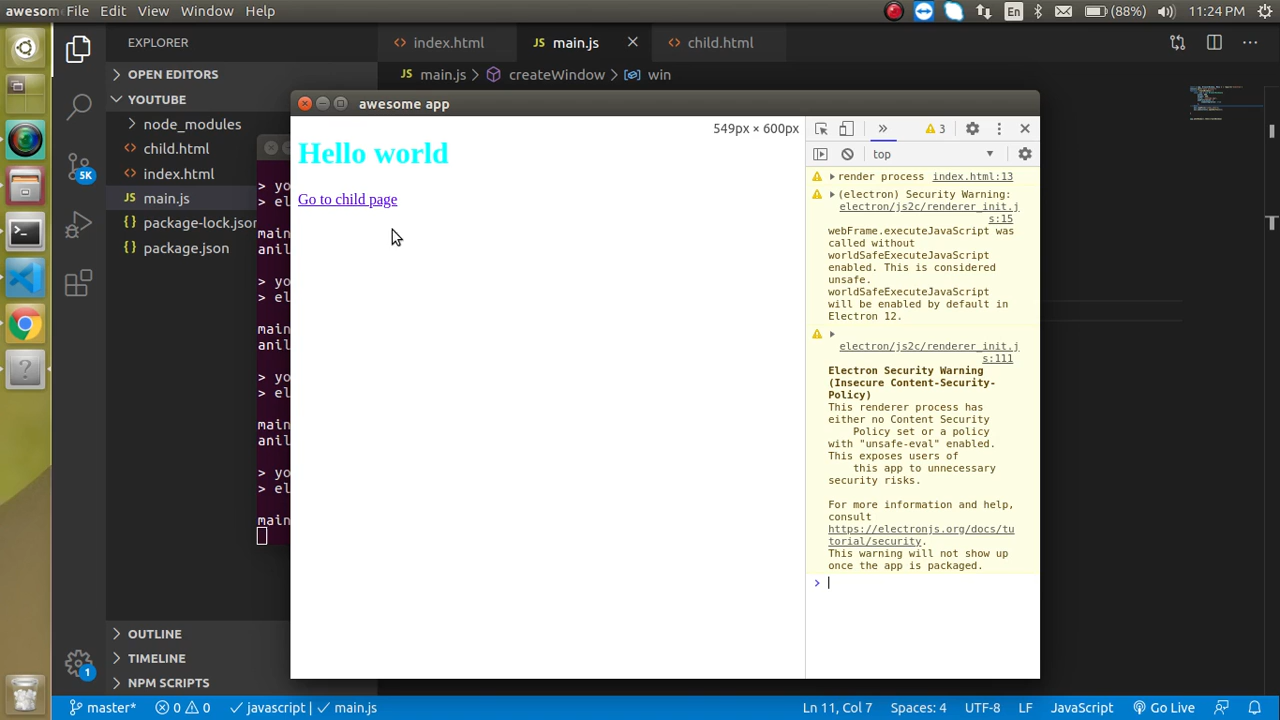 awesom File Edit View Window Help
En (88%) 11:24 PM
EXPLORER
index.html main.js child.html
OPEN EDITORS
main.js > createWindow > win
YOUTUBE
node_modules
child.html
index.html
main.js
package-lock.json
package.json
5K
> yo
> el
main
anil
> yo
> el
main
anil
> yo
> el
main
anil
> yo
> el
main
awesome app
549px × 600px
Hello world
Go to child page
» 3
top
render process index.html:13
(electron) Security Warning:
electron/js2c/renderer_init.j
s:15
webFrame.executeJavaScript was
called without
worldSafeExecuteJavaScript
enabled. This is considered
unsafe.
worldSafeExecuteJavaScript
will be enabled by default in
Electron 12.
electron/js2c/renderer_init.j
s:111
Electron Security Warning
(Insecure Content-Security-
Policy)
This renderer process has
either no Content Security
Policy set or a policy
with "unsafe-eval" enabled.
This exposes users of
this app to unnecessary
security risks.
For more information and help,
consult
https://electronjs.org/docs/tu
torial/security.
This warning will not show up
once the app is packaged.
>
OUTLINE
TIMELINE
NPM SCRIPTS
1
master* 0 0 javascript | main.js
Ln 11, Col 7 Spaces: 4 UTF-8 LF JavaScript Go Live